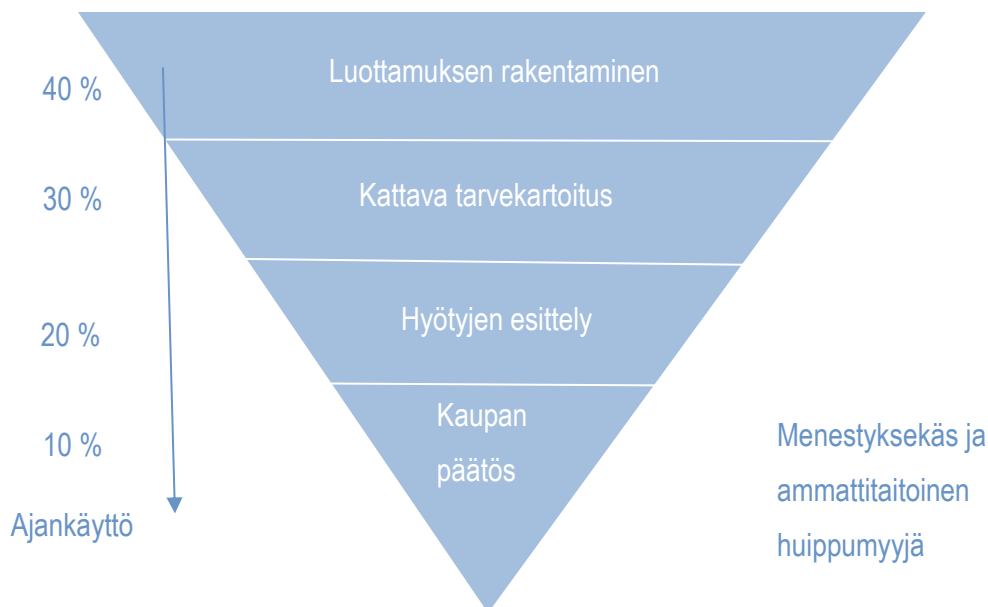 Luottamuksen rakentaminen
40 %
Kattava tarvekartoitus
30 %
Hyötyjen esittely
20 %
Kaupan
päätös
10 %
Ajankäyttö
Menestyksekäs ja
ammattitaitoinen
huippumyyjä